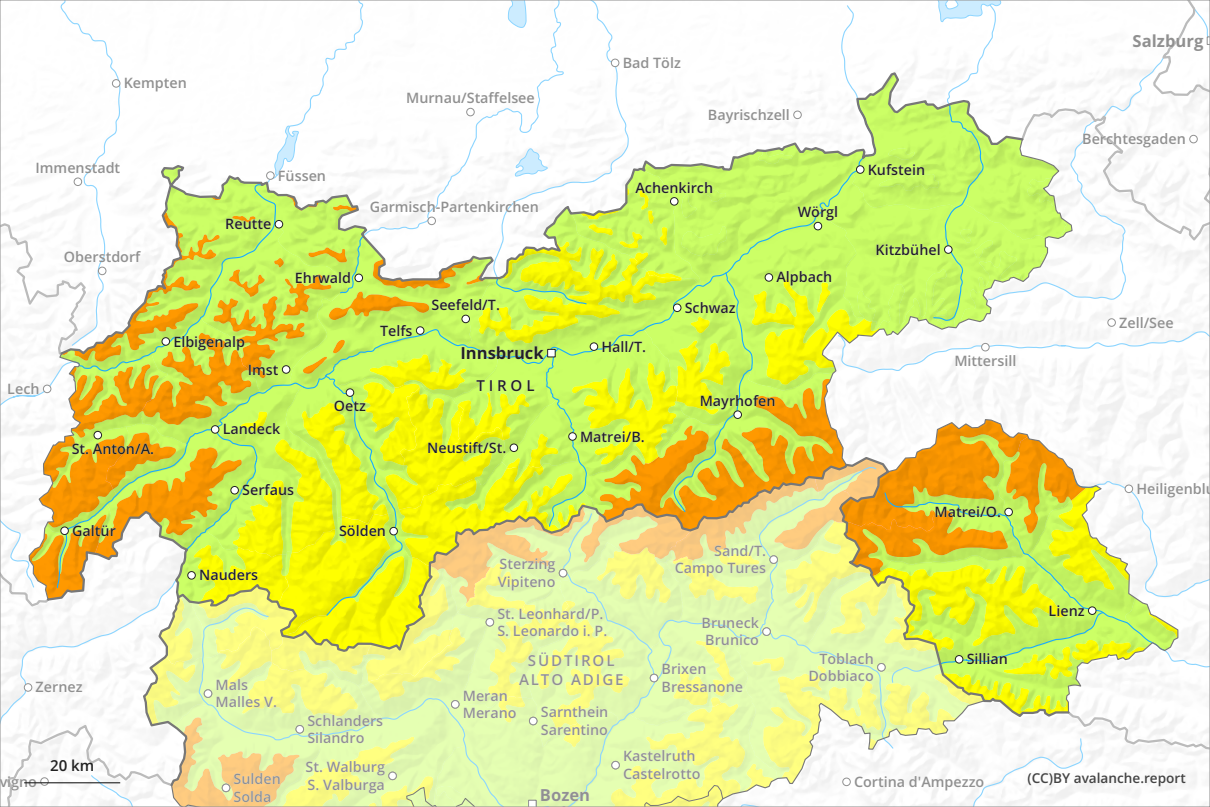 Salzburg
Bad Tölz
Kempten
Murnau/Staffelsee
Bayrischzell
Berchtesgaden
Immenstadt
Füssen
Kufstein
Achenkirch
Garmisch-Partenkirchen
Wörgl
Reutte
Kitzbühel
Oberstdorf
Ehrwald
Alpbach
Seefeld/T.
Schwaz
Zell/See
Telfs
Elbigenalp
Innsbruck
Hall/T.
Mittersill
Imst
TIROL
Lech
Mayrhofen
Oetz
Landeck
Matrei/B.
St. Anton/A.
Neustift/St.
Serfaus
Heiligenblu
Matrei/O.
Galtür
Sölden
Sand/T.
Campo Tures
Sterzing
Vipiteno
Nauders
Lienz
St. Leonhard/P.
S. Leonardo i. P.
Bruneck
Brunico
SÜDTIROL
ALTO ADIGE
Sillian
Toblach
Dobbiaco
Brixen
Bressanone
Zernez
Mals
Malles V.
Meran
Merano
Sarnthein
Sarentino
Schlanders
Silandro
Kastelruth
Castelrotto
20 km
St. Walburg
S. Valburga
Sulden
Solda
vigno
Cortina d'Ampezzo
(CC)BY avalanche.report
Bozen